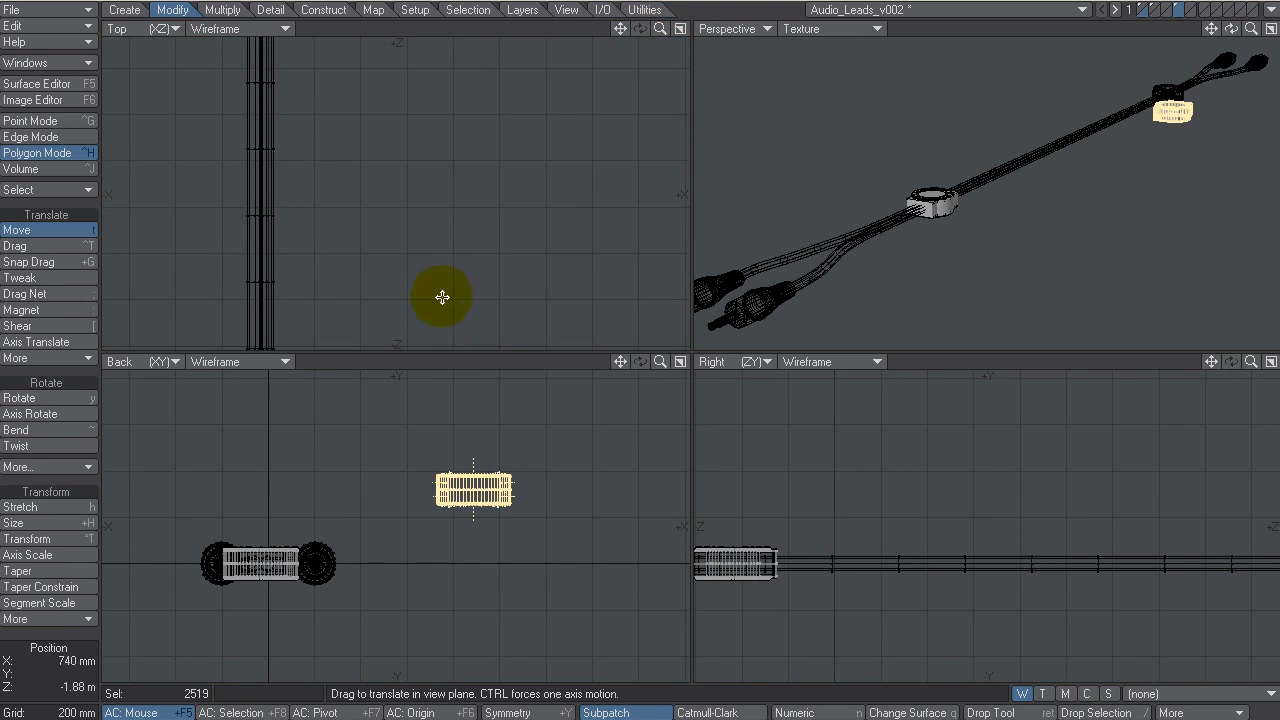 File Create Modify Multiply Detail Construct Map Setup Selection Layers View I/O Utilities Audio_Leads_v002 * 1
Edit
Help
Windows
Surface Editor F5
Image Editor F6
Point Mode ^G
Edge Mode
Polygon Mode ^H
Volume ^J
Select
Translate
Move t
Drag ^T
Snap Drag +G
Tweak
Drag Net ;
Magnet :
Shear [
Axis Translate
More
Rotate
Rotate y
Axis Rotate
Bend ~
Twist
More...
Transform
Stretch h
Size +H
Transform ^T
Axis Scale
Taper
Taper Constrain
Segment Scale
More
Position
X: 740 mm
Y:
Z: -1.88 m
Grid: 200 mm
Top (XZ) Wireframe
+Z
-X +X
-Z
Perspective Texture
Back (XY) Wireframe
+Y
-X +X
-Y
Right (ZY) Wireframe
+Y
-Z +Z
-Y
Sel: 2519 Drag to translate in view plane. CTRL forces one axis motion. W T M C S (none)
AC: Mouse +F5 AC: Selection +F8 AC: Pivot +F7 AC: Origin +F6 Symmetry +Y Subpatch Catmull-Clark Numeric n Change Surface q Drop Tool ret Drop Selection / More